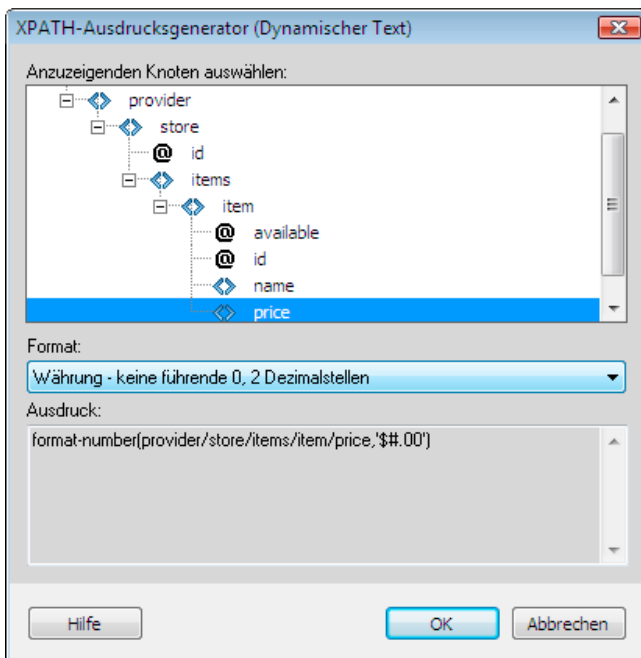 XPATH-Ausdrucksgenerator (Dynamischer Text)
Anzuzeigenden Knoten auswählen:
provider
store
@ id
items
item
@ available
@ id
name
price
Format:
Währung - keine führende 0, 2 Dezimalstellen
Ausdruck:
format-number(provider/store/items/item/price,'$#.00')
Hilfe OK Abbrechen